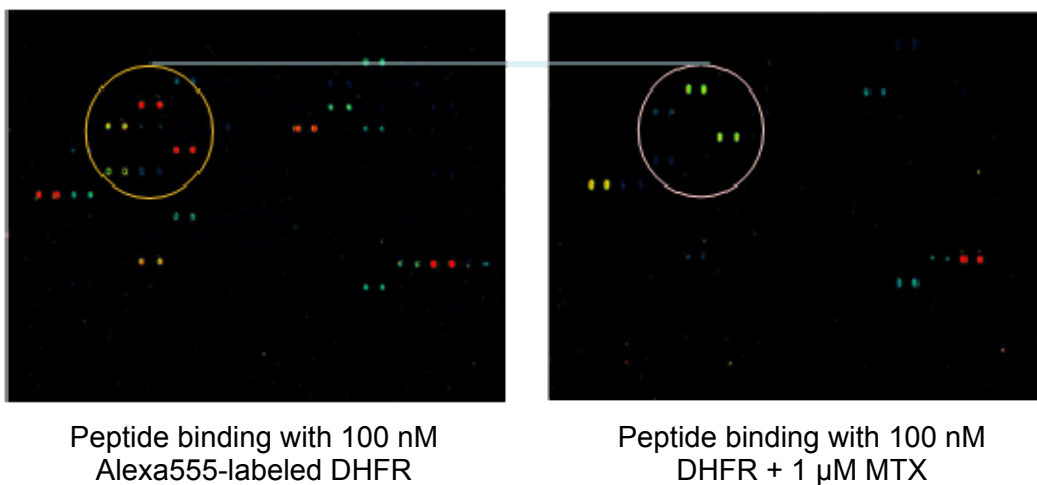 Peptide binding with 100 nM
Alexa555-labeled DHFR
Peptide binding with 100 nM
DHFR + 1 µM MTX